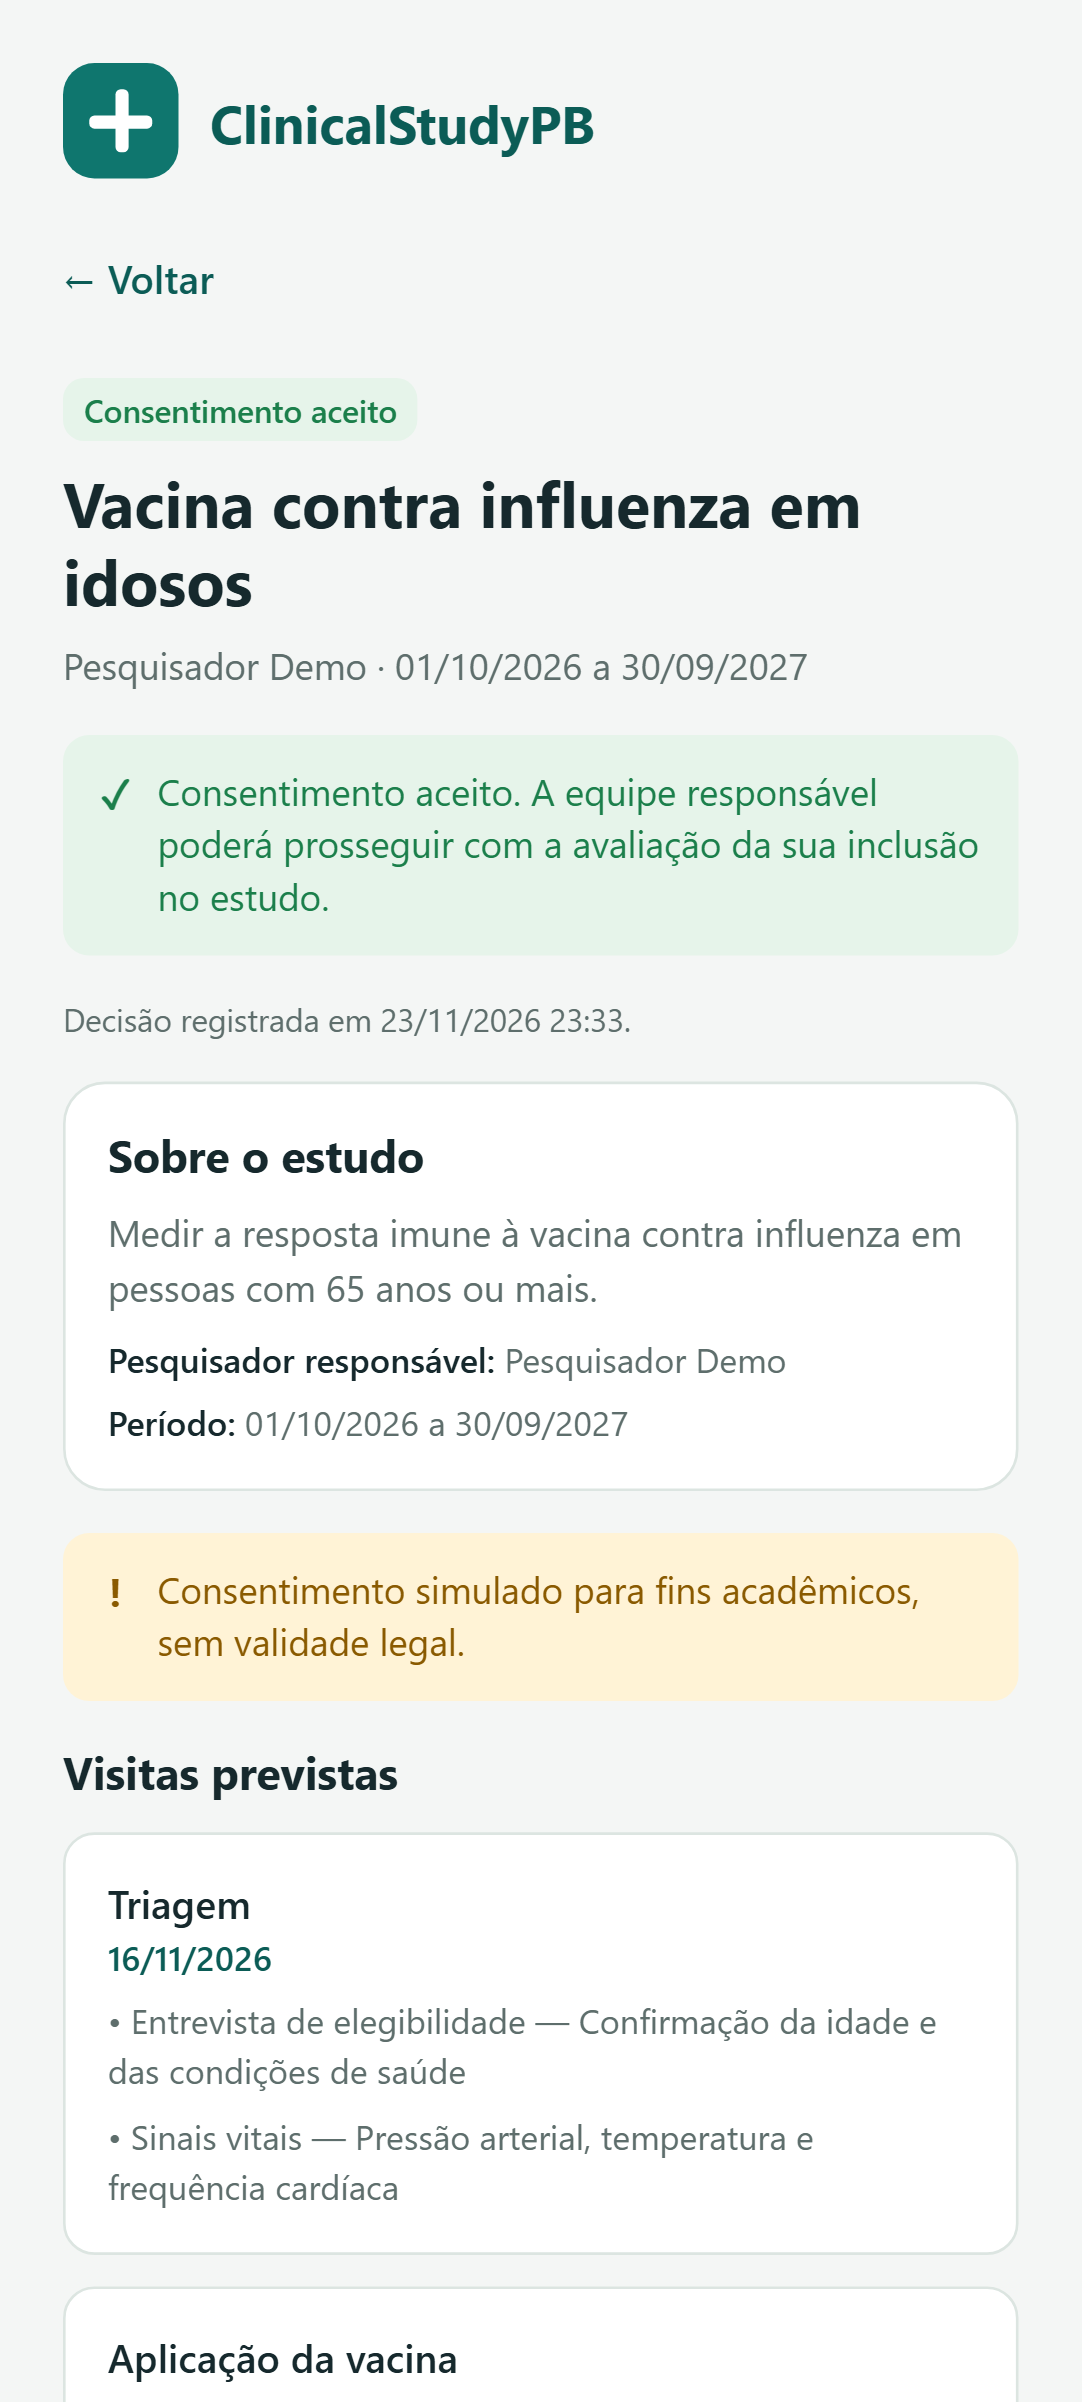 ClinicalStudyPB
← Voltar
Consentimento aceito
Vacina contra influenza em
idosos
Pesquisador Demo · 01/10/2026 a 30/09/2027
✓ Consentimento aceito. A equipe responsável
poderá prosseguir com a avaliação da sua inclusão
no estudo.
Decisão registrada em 23/11/2026 23:33.
Sobre o estudo
Medir a resposta imune à vacina contra influenza em
pessoas com 65 anos ou mais.
Pesquisador responsável: Pesquisador Demo
Período: 01/10/2026 a 30/09/2027
! Consentimento simulado para fins acadêmicos,
sem validade legal.
Visitas previstas
Triagem
16/11/2026
• Entrevista de elegibilidade — Confirmação da idade e
das condições de saúde
• Sinais vitais — Pressão arterial, temperatura e
frequência cardíaca
Aplicação da vacina